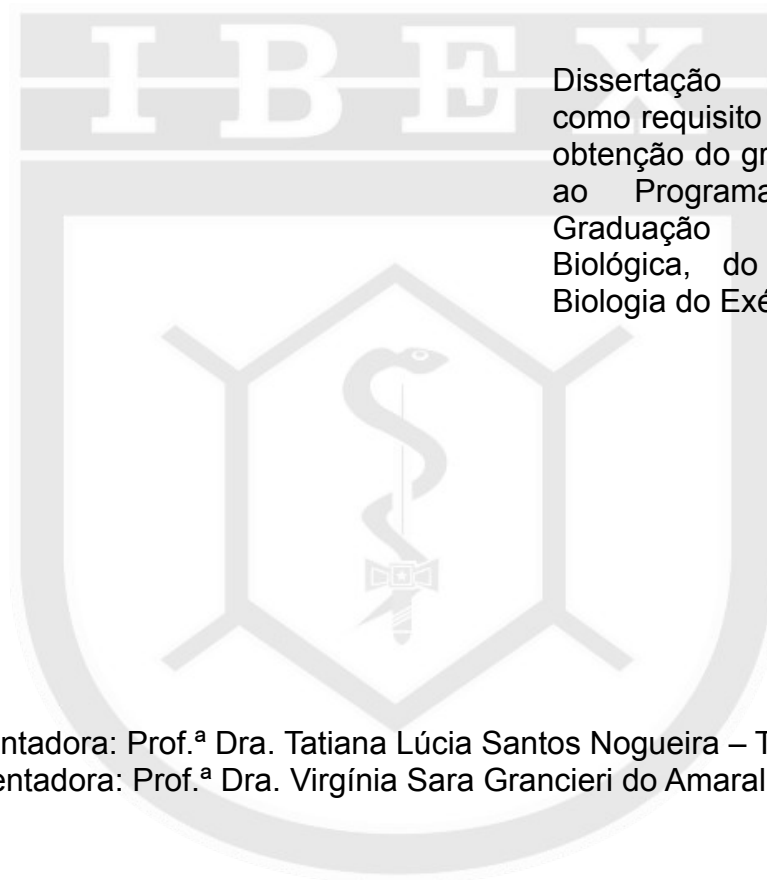 IBEX
Dissertação
como requisito
obtenção do gr
ao Programa
Graduação
Biológica, do
Biologia do Exé
ntadora: Prof.ª Dra. Tatiana Lúcia Santos Nogueira – T
entadora: Prof.ª Dra. Virgínia Sara Grancieri do Amaral